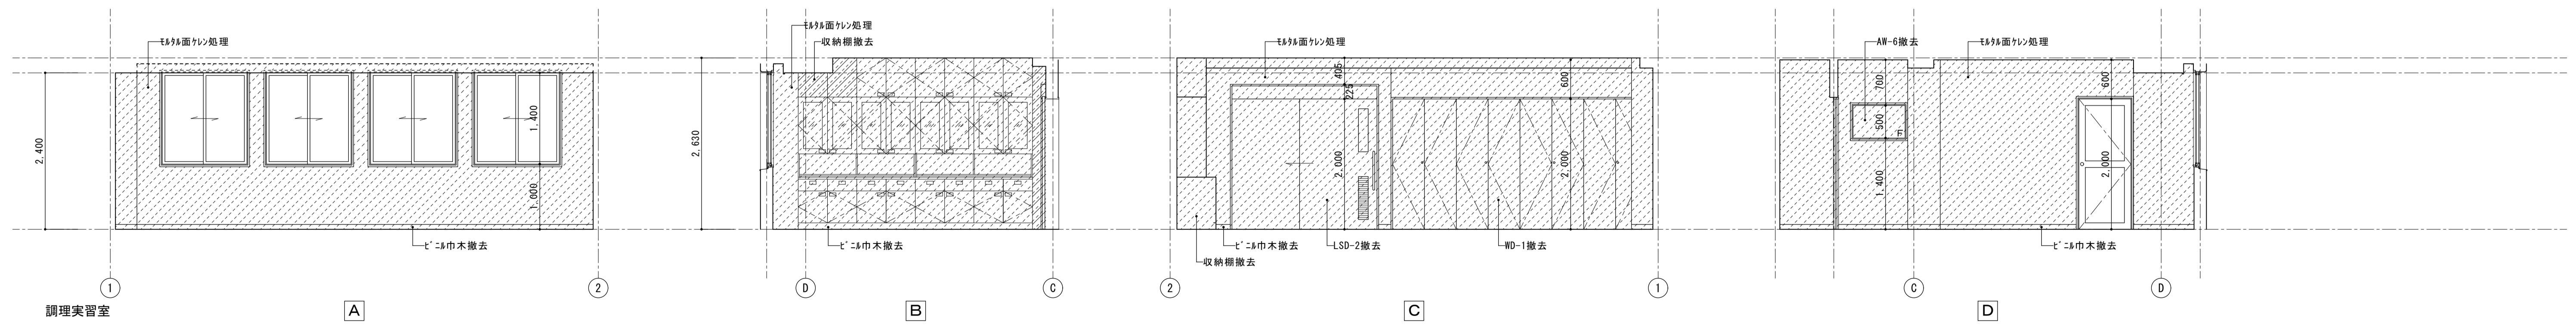 ﾓﾙﾀﾙ面ｹﾚﾝ処理
2,400
1,400
1,000
ﾋﾞﾆﾙ巾木撤去
1
2
調理実習室
A
ﾓﾙﾀﾙ面ｹﾚﾝ処理
収納棚撤去
2,630
ﾋﾞﾆﾙ巾木撤去
D
C
B
ﾓﾙﾀﾙ面ｹﾚﾝ処理
405
225
2,000
600
2,000
ﾋﾞﾆﾙ巾木撤去
LSD-2撤去
WD-1撤去
収納棚撤去
2
1
C
AW-6撤去
ﾓﾙﾀﾙ面ｹﾚﾝ処理
700
500
F
1,400
600
2,000
ﾋﾞﾆﾙ巾木撤去
C
D
D